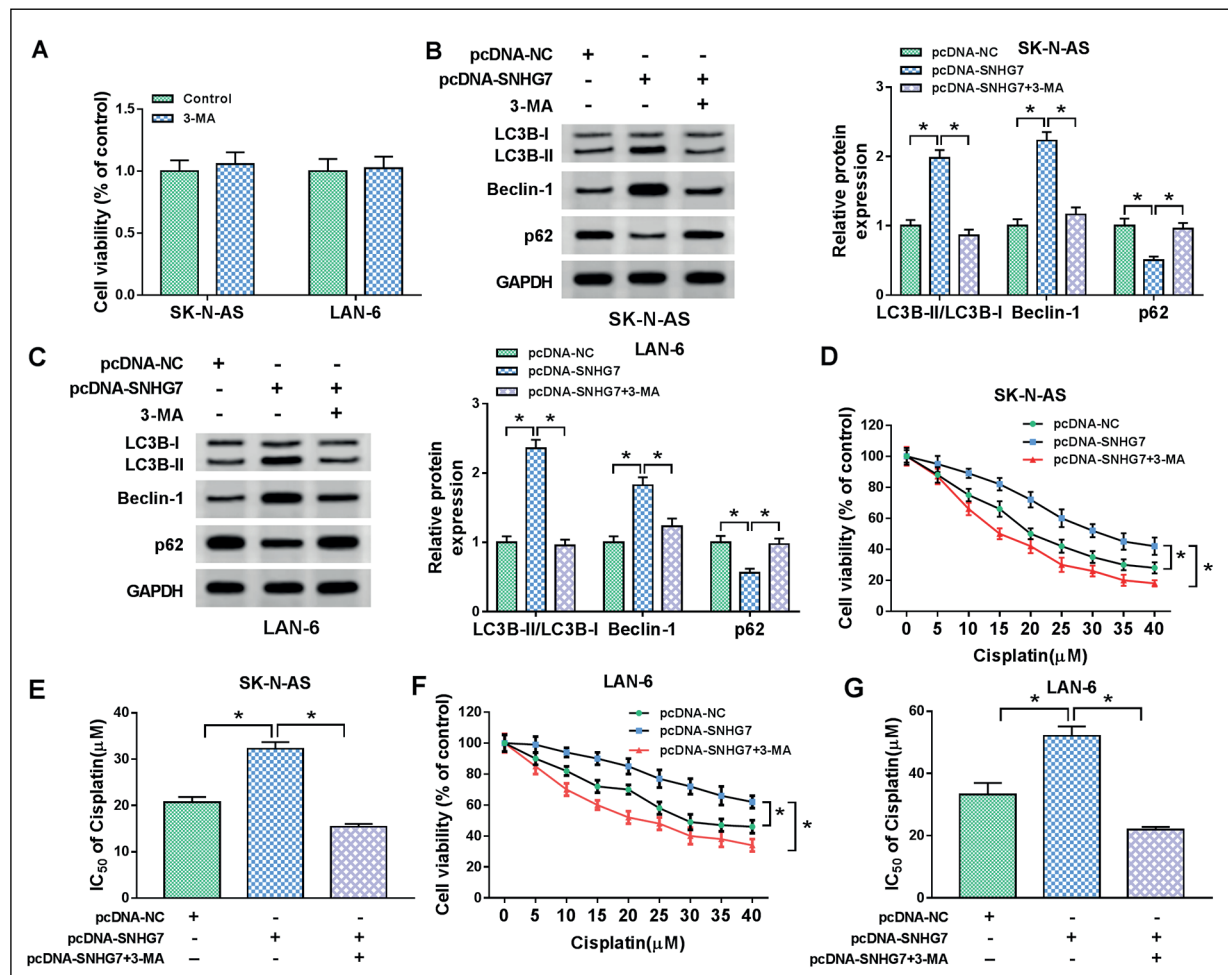 A
Control
3-MA
Cell viability (% of control)
1.5
1.0
0.5
0.0
SK-N-AS LAN-6
B
pcDNA-NC + - -
pcDNA-SNHG7 - + +
3-MA - - +
LC3B-I
LC3B-II
Beclin-1
p62
GAPDH
SK-N-AS
SK-N-AS
pcDNA-NC
pcDNA-SNHG7
pcDNA-SNHG7+3-MA
Relative protein
expression
3
2
1
0
* * * * * *
LC3B-II/LC3B-I Beclin-1 p62
C
pcDNA-NC + - -
pcDNA-SNHG7 - + +
3-MA - - +
LC3B-I
LC3B-II
Beclin-1
p62
GAPDH
LAN-6
LAN-6
pcDNA-NC
pcDNA-SNHG7
pcDNA-SNHG7+3-MA
Relative protein
expression
3
2
1
0
* * * * * *
LC3B-II/LC3B-I Beclin-1 p62
D
SK-N-AS
pcDNA-NC
pcDNA-SNHG7
pcDNA-SNHG7+3-MA
Cell viability (% of control)
120
100
80
60
40
20
0
* *
0 5 10 15 20 25 30 35 40
Cisplatin(μM)
E
SK-N-AS
IC50 of Cisplatin(μM)
40
30
20
10
0
* *
pcDNA-NC + - -
pcDNA-SNHG7 - + +
pcDNA-SNHG7+3-MA – – +
F
LAN-6
pcDNA-NC
pcDNA-SNHG7
pcDNA-SNHG7+3-MA
Cell viability (% of control)
120
100
80
60
40
20
0
* *
0 5 10 15 20 25 30 35 40
Cisplatin(μM)
G
LAN-6
IC50 of Cisplatin(μM)
60
40
20
0
* *
pcDNA-NC + - -
pcDNA-SNHG7 - + +
pcDNA-SNHG7+3-MA – – +